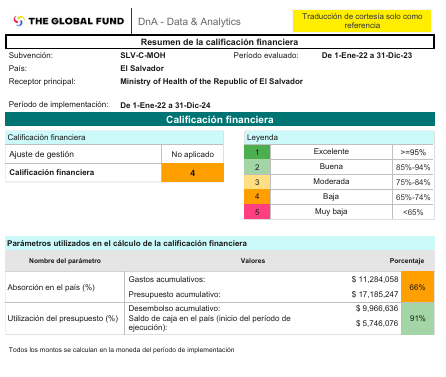 THE GLOBAL FUND
DnA - Data & Analytics
Traducción de cortesía solo como
referencia
Resumen de la calificación financiera
Subvención: SLV-C-MOH Período evaluado: De 1-Ene-22 a 31-Dic-23
País: El Salvador
Receptor principal: Ministry of Health of the Republic of El Salvador
Período de implementación: De 1-Ene-22 a 31-Dic-24
Calificación financiera
Calificación financiera
Ajuste de gestión No aplicado
Calificación financiera 4
Leyenda
1 Excelente >=95%
2 Buena 85%-94%
3 Moderada 75%-84%
4 Baja 65%-74%
5 Muy baja <65%
Parámetros utilizados en el cálculo de la calificación financiera
Nombre del parámetro Valores Porcentaje
Absorción en el país (%)
Gastos acumulativos: $ 11,284,058
Presupuesto acumulativo: $ 17,185,247
66%
Utilización del presupuesto (%)
Desembolso acumulativo: $ 9,966,636
Saldo de caja en el país (inicio del período de
ejecución): $ 5,746,076
91%
Todos los montos se calculan en la moneda del período de implementación